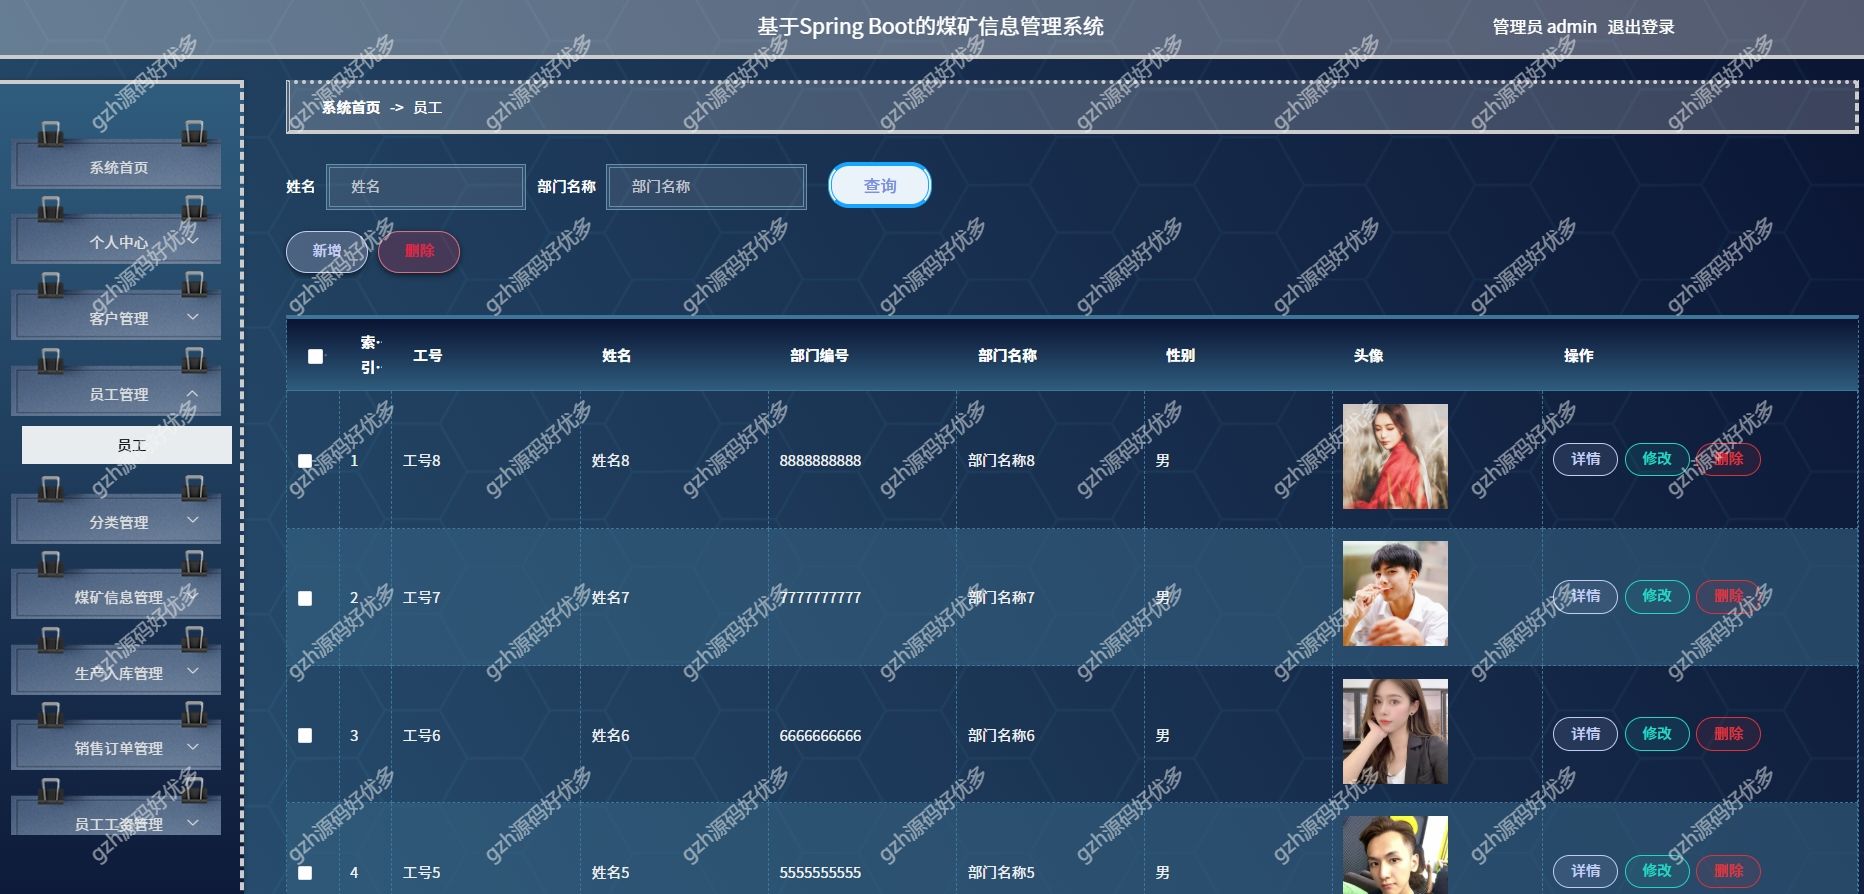 基于Spring Boot的煤矿信息管理系统
管理员 admin 退出登录
系统首页 -> 员工
系统首页
个人中心
客户管理
员工管理
员工
分类管理
煤矿信息管理
生产入库管理
销售订单管理
员工工资管理
姓名 姓名 部门名称 部门名称 查询
新增 删除
索引 工号 姓名 部门编号 部门名称 性别 头像 操作
1 工号8 姓名8 8888888888 部门名称8 男 详情 修改 删除
2 工号7 姓名7 7777777777 部门名称7 男 详情 修改 删除
3 工号6 姓名6 6666666666 部门名称6 男 详情 修改 删除
4 工号5 姓名5 5555555555 部门名称5 男 详情 修改 删除
gzh源码好优多